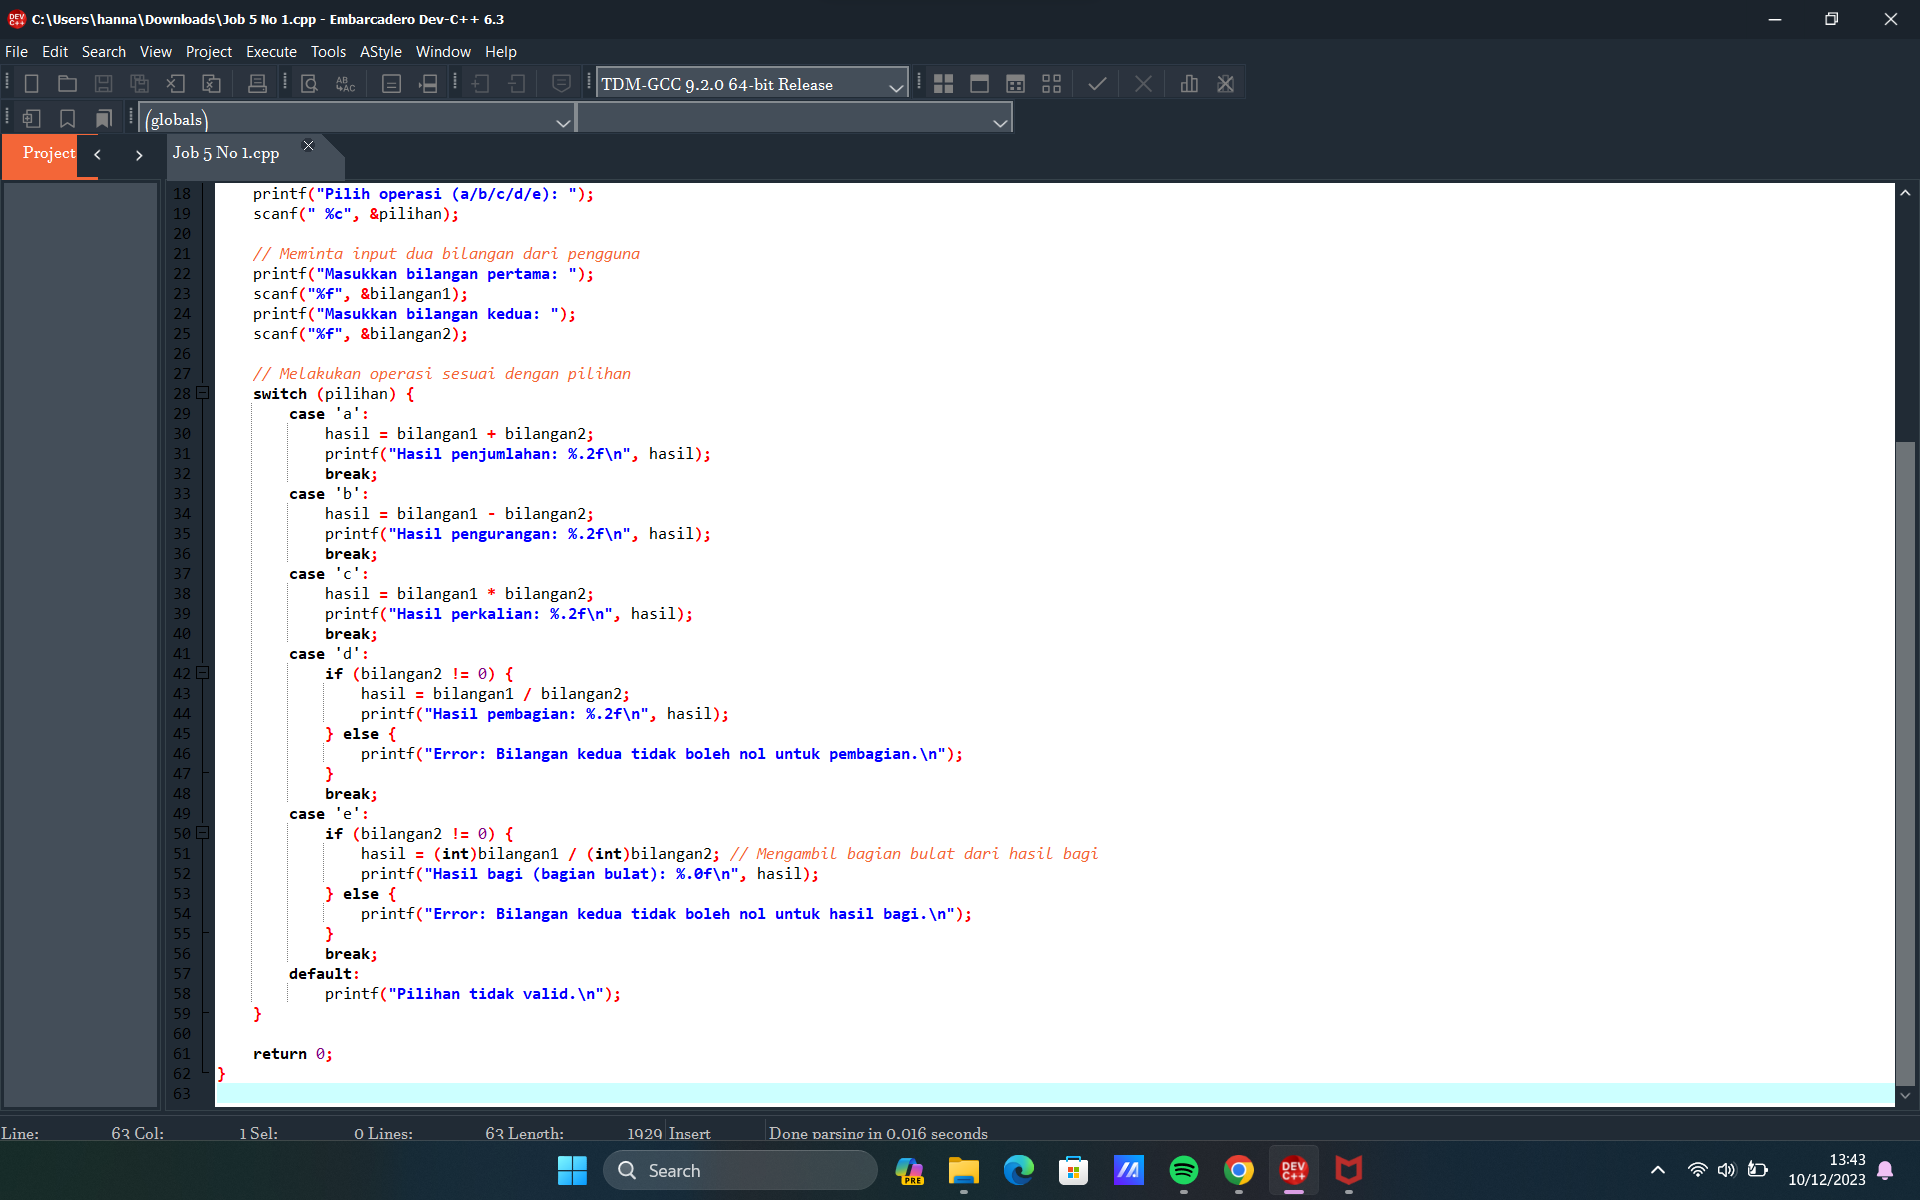 C:\Users\hanna\Downloads\Job 5 No 1.cpp - Embarcadero Dev-C++ 6.3
File Edit Search View Project Execute Tools AStyle Window Help
TDM-GCC 9.2.0 64-bit Release
(globals)
Project
Job 5 No 1.cpp
18 printf("Pilih operasi (a/b/c/d/e): ");
19 scanf(" %c", &pilihan);
20
21 // Meminta input dua bilangan dari pengguna
22 printf("Masukkan bilangan pertama: ");
23 scanf("%f", &bilangan1);
24 printf("Masukkan bilangan kedua: ");
25 scanf("%f", &bilangan2);
26
27 // Melakukan operasi sesuai dengan pilihan
28 switch (pilihan) {
29 case 'a':
30 hasil = bilangan1 + bilangan2;
31 printf("Hasil penjumlahan: %.2f\n", hasil);
32 break;
33 case 'b':
34 hasil = bilangan1 - bilangan2;
35 printf("Hasil pengurangan: %.2f\n", hasil);
36 break;
37 case 'c':
38 hasil = bilangan1 * bilangan2;
39 printf("Hasil perkalian: %.2f\n", hasil);
40 break;
41 case 'd':
42 if (bilangan2 != 0) {
43 hasil = bilangan1 / bilangan2;
44 printf("Hasil pembagian: %.2f\n", hasil);
45 } else {
46 printf("Error: Bilangan kedua tidak boleh nol untuk pembagian.\n");
47 }
48 break;
49 case 'e':
50 if (bilangan2 != 0) {
51 hasil = (int)bilangan1 / (int)bilangan2; // Mengambil bagian bulat dari hasil bagi
52 printf("Hasil bagi (bagian bulat): %.0f\n", hasil);
53 } else {
54 printf("Error: Bilangan kedua tidak boleh nol untuk hasil bagi.\n");
55 }
56 break;
57 default:
58 printf("Pilihan tidak valid.\n");
59 }
60
61 return 0;
62 }
63
Line: 63 Col: 1 Sel: 0 Lines: 63 Length: 1929 Insert Done parsing in 0.016 seconds
Search
PRE
DEV C++
13:43
10/12/2023